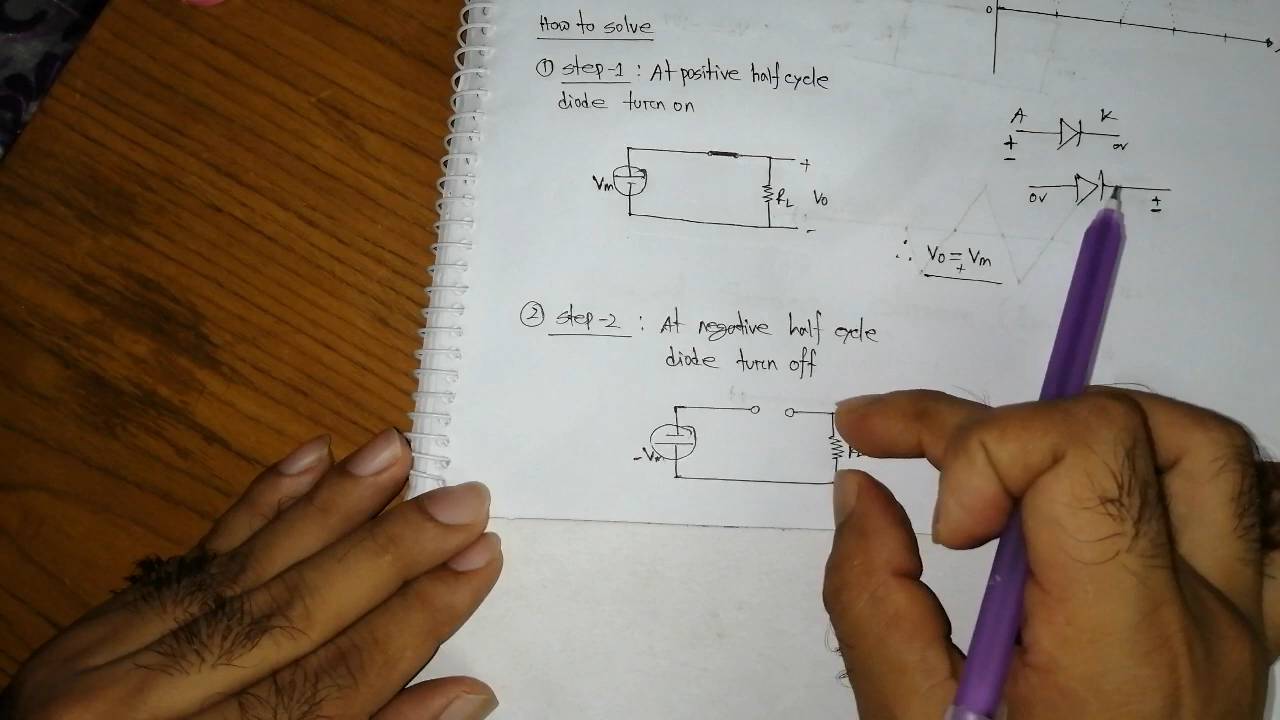 How to solve
① step-1 : At positive half cycle
diode turn on
Vm
+
RL
Vo
-
0
A
K
+
-
0V
0V
+
-
∴ Vo = Vm
+
② step-2 : At negative half cycle
diode turn off
-Vm